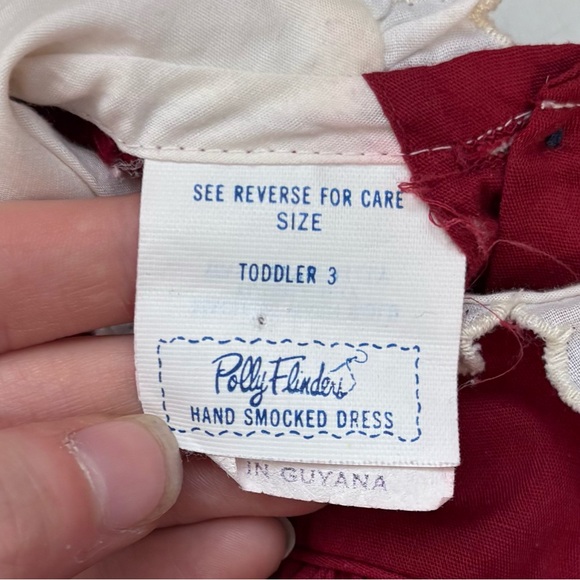 SEE REVERSE FOR CARE
SIZE
TODDLER 3
Polly Flinders
HAND SMOCKED DRESS
IN GUYANA